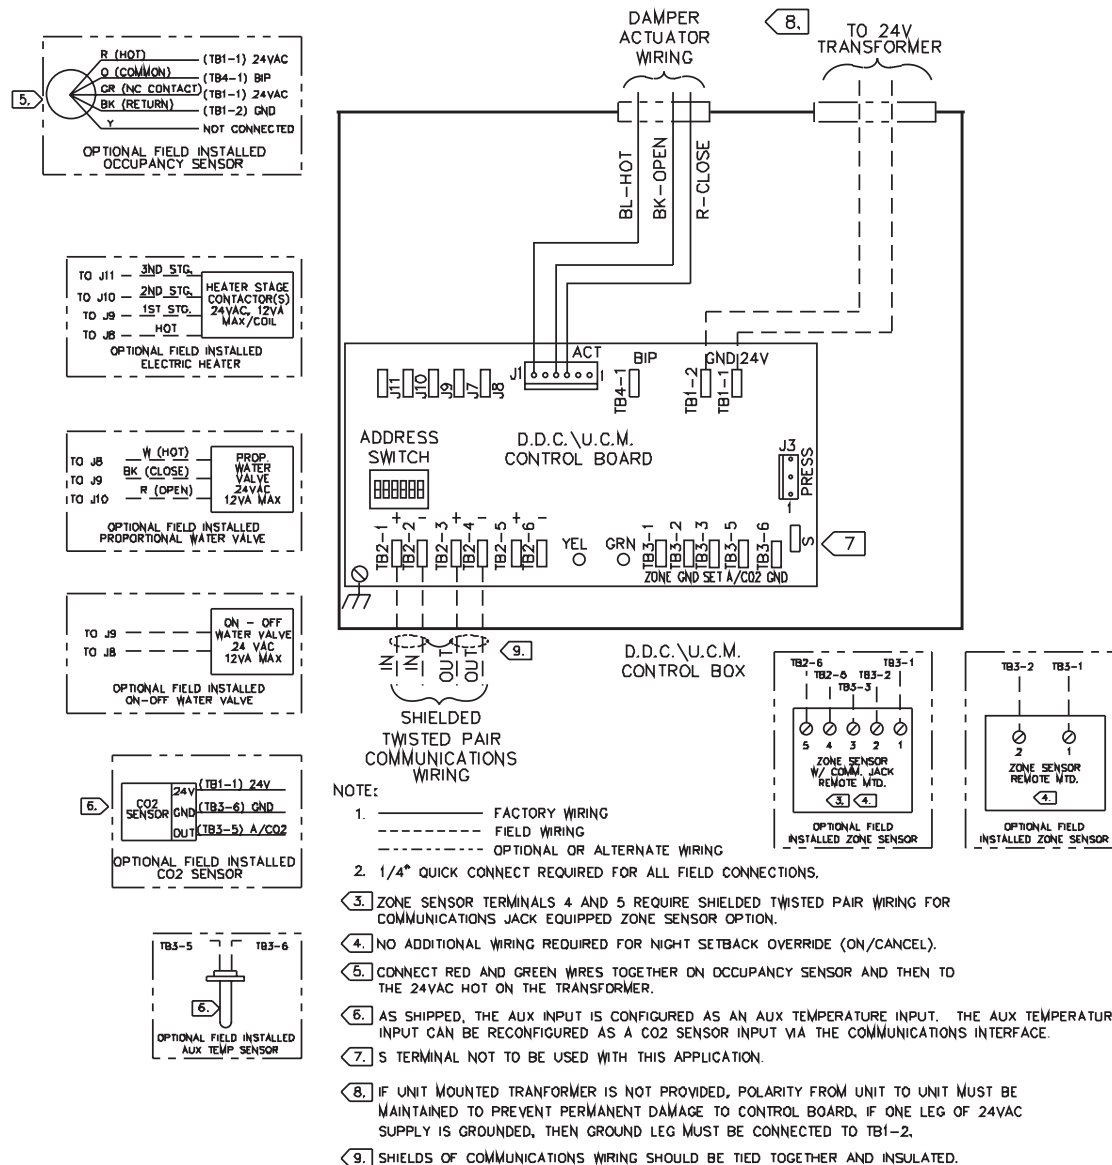 DAMPER
ACTUATOR
WIRING
8.
TO 24V
TRANSFORMER
R (HOT)
(TB1-1) 24VAC
O (COMMON)
(TB4-1) BIP
GR (NC CONTACT)
(TB1-1) 24VAC
BK (RETURN)
(TB1-2) GND
Y
NOT CONNECTED
5.
OPTIONAL FIELD INSTALLED
OCCUPANCY SENSOR
BL-HOT
BK-OPEN
R-CLOSE
TO J11
3ND STG.
TO J10
2ND STG.
TO J9
1ST STG.
TO J8
HOT
HEATER STAGE
CONTACTOR(S)
24VAC, 12VA
MAX/COIL
OPTIONAL FIELD INSTALLED
ELECTRIC HEATER
J11
J10
J9
J7
J8
J1
ACT
1
BIP
TB4-1
GND
24V
TB1-2
TB1-1
ADDRESS
SWITCH
D.D.C.\U.C.M.
CONTROL BOARD
J3
PRESS
1
TO J8
W (HOT)
TO J9
BK (CLOSE)
TO J10
R (OPEN)
PROP.
WATER
VALVE
24VAC
12VA MAX
OPTIONAL FIELD INSTALLED
PROPORTIONAL WATER VALVE
+ - + - + -
TB2-1
TB2-2
TB2-3
TB2-4
TB2-5
TB2-6
YEL
GRN
TB3-1
TB3-2
TB3-3
TB3-5
TB3-6
ZONE GND SET A/CO2 GND
S
7
TO J9
TO J8
ON - OFF
WATER VALVE
24 VAC
12VA MAX
OPTIONAL FIELD INSTALLED
ON-OFF WATER VALVE
IN
IN
OUT
OUT
9.
SHIELDED
TWISTED PAIR
COMMUNICATIONS
WIRING
D.D.C.\U.C.M.
CONTROL BOX
TB2-6
TB3-1
TB2-5
TB3-2
TB3-3
5 4 3 2 1
ZONE SENSOR
W/ COMM. JACK
REMOTE MTD.
3. 4.
OPTIONAL FIELD
INSTALLED ZONE SENSOR
TB3-2
TB3-1
2 1
ZONE SENSOR
REMOTE MTD.
4.
OPTIONAL FIELD
INSTALLED ZONE SENSOR
6.
CO2
SENSOR
24V
(TB1-1) 24V
GND
(TB3-6) GND
OUT
(TB3-5) A/CO2
OPTIONAL FIELD INSTALLED
CO2 SENSOR
TB3-5
TB3-6
6.
OPTIONAL FIELD INSTALLED
AUX TEMP SENSOR
NOTE:
1.
FACTORY WIRING
FIELD WIRING
OPTIONAL OR ALTERNATE WIRING
2. 1/4" QUICK CONNECT REQUIRED FOR ALL FIELD CONNECTIONS.
3. ZONE SENSOR TERMINALS 4 AND 5 REQUIRE SHIELDED TWISTED PAIR WIRING FOR
COMMUNICATIONS JACK EQUIPPED ZONE SENSOR OPTION.
4. NO ADDITIONAL WIRING REQUIRED FOR NIGHT SETBACK OVERRIDE (ON/CANCEL).
5. CONNECT RED AND GREEN WIRES TOGETHER ON OCCUPANCY SENSOR AND THEN TO
THE 24VAC HOT ON THE TRANSFORMER.
6. AS SHIPPED, THE AUX INPUT IS CONFIGURED AS AN AUX TEMPERATURE INPUT. THE AUX TEMPERATUR
INPUT CAN BE RECONFIGURED AS A CO2 SENSOR INPUT VIA THE COMMUNICATIONS INTERFACE.
7. S TERMINAL NOT TO BE USED WITH THIS APPLICATION.
8. IF UNIT MOUNTED TRANFORMER IS NOT PROVIDED, POLARITY FROM UNIT TO UNIT MUST BE
MAINTAINED TO PREVENT PERMANENT DAMAGE TO CONTROL BOARD. IF ONE LEG OF 24VAC
SUPPLY IS GROUNDED, THEN GROUND LEG MUST BE CONNECTED TO TB1-2.
9. SHIELDS OF COMMUNICATIONS WIRING SHOULD BE TIED TOGETHER AND INSULATED.